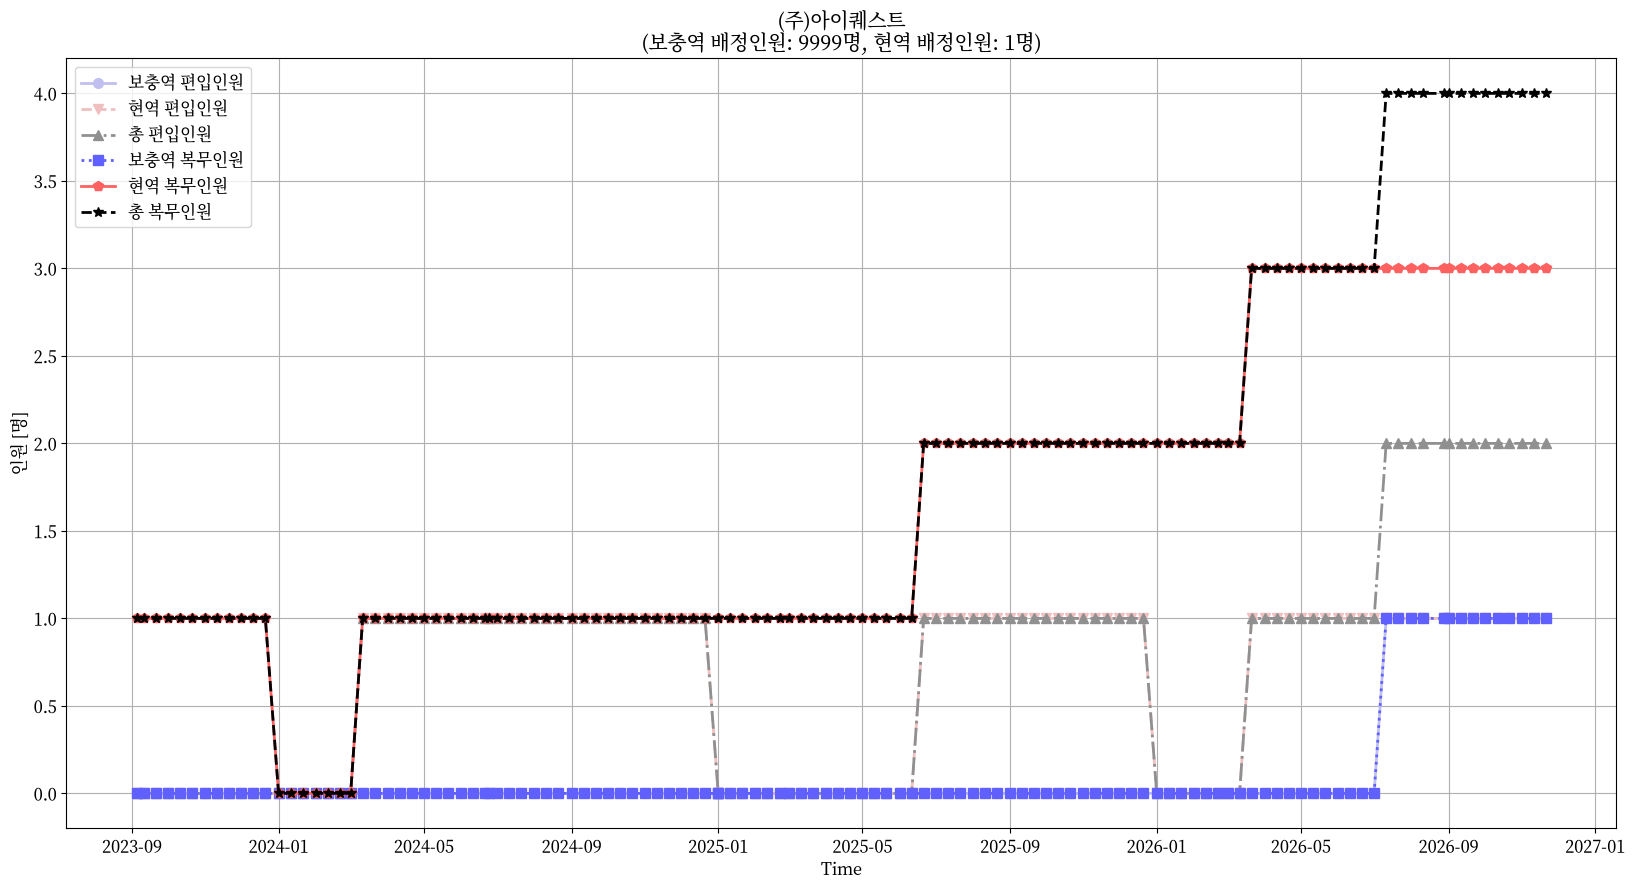 (주)아이퀘스트
(보충역 배정인원: 9999명, 현역 배정인원: 1명)
보충역 편입인원
현역 편입인원
총 편입인원
보충역 복무인원
현역 복무인원
총 복무인원
4.0
3.5
3.0
2.5
2.0
1.5
1.0
0.5
0.0
인원 [명]
2023-09 2024-01 2024-05 2024-09 2025-01 2025-05 2025-09 2026-01 2026-05 2026-09 2027-01
Time